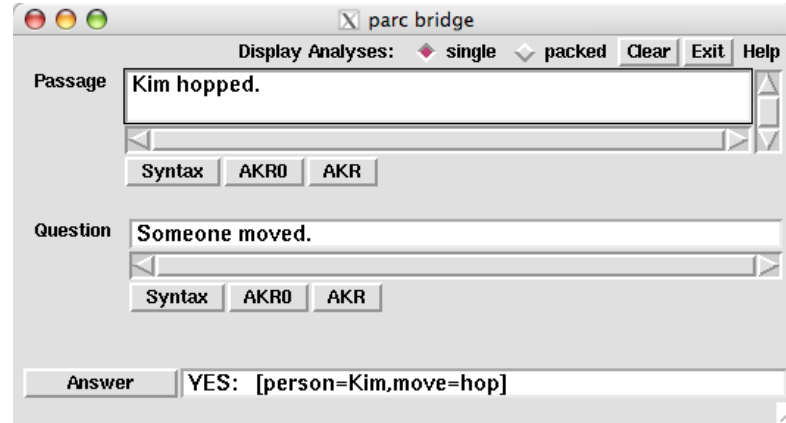 parc bridge
Display Analyses: single packed Clear Exit Help
Passage Kim hopped.
Syntax AKR0 AKR
Question Someone moved.
Syntax AKR0 AKR
Answer YES: [person=Kim,move=hop]